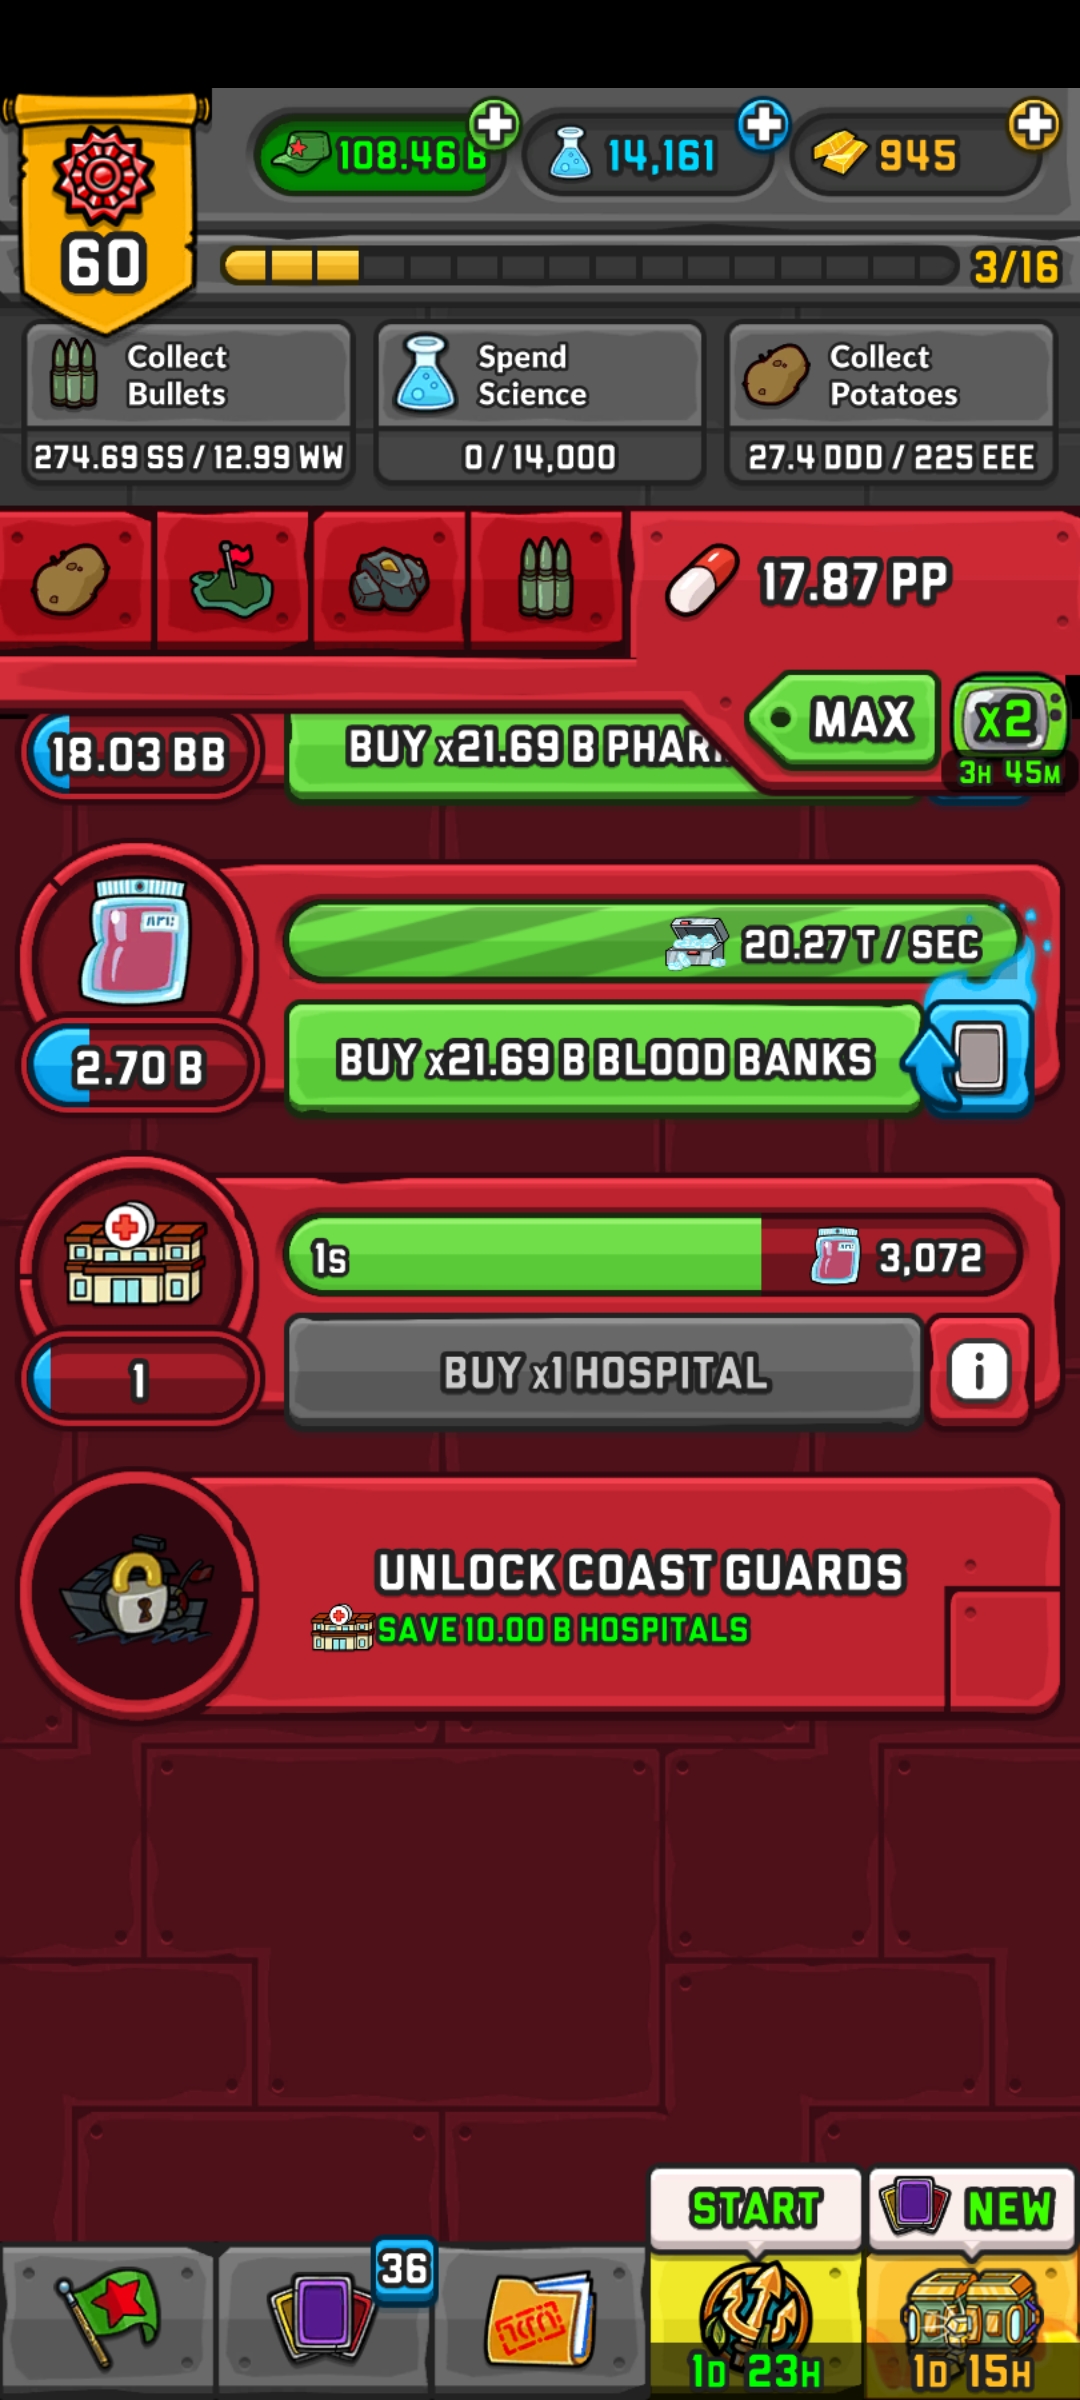 108.46 B
14,161
945
60
3/16
Collect
Bullets
Spend
Science
Collect
Potatoes
274.69 SS / 12.99 WW
0 / 14,000
27.4 DDD / 225 EEE
17.87 PP
MAX
x2
3H 45M
18.03 BB
BUY x21.69 B PHAR
20.27 T / SEC
2.70 B
BUY x21.69 B BLOOD BANKS
1s
3,072
1
BUY x1 HOSPITAL
i
UNLOCK COAST GUARDS
SAVE 10.00 B HOSPITALS
START
NEW
36
1D 23H
1D 15H